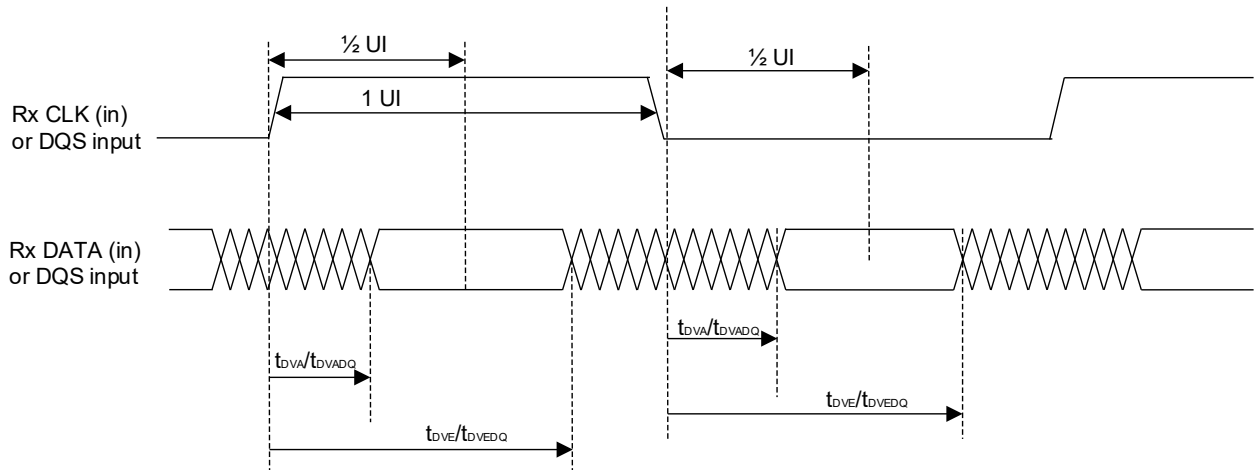 ½ UI
½ UI
1 UI
Rx CLK (in)
or DQS input
Rx DATA (in)
or DQS input
tDVA/tDVADQ
tDVA/tDVADQ
tDVE/tDVEDQ
tDVE/tDVEDQ